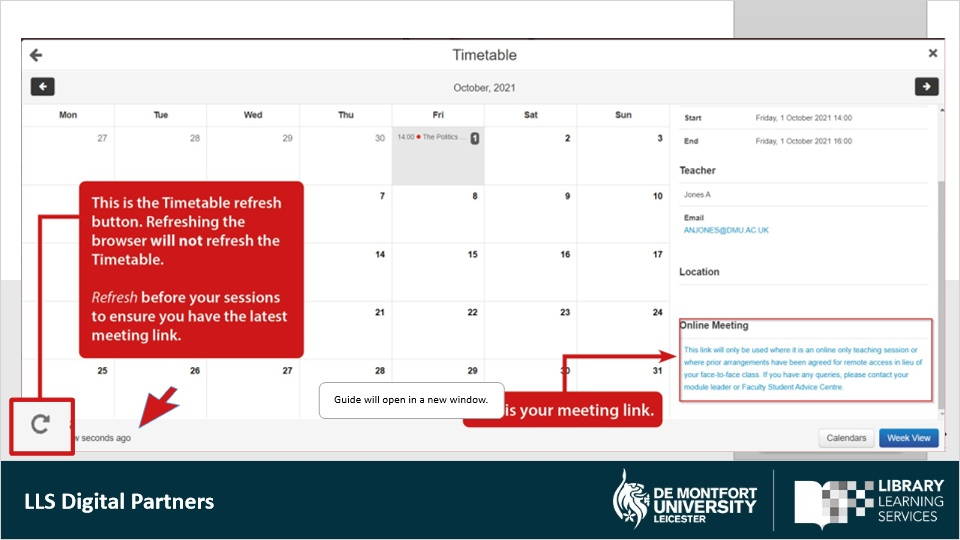 Timetable
October, 2021
Mon Tue Wed Thu Fri Sat Sun
27 28 29 30 14:00 The Politics ... 1 2 3
7 8 9 10
14 15 16 17
21 22 23 24
25 26 27 28 29 30 31
This is the Timetable refresh
button. Refreshing the
browser will not refresh the
Timetable.
Refresh before your sessions
to ensure you have the latest
meeting link.
Start Friday, 1 October 2021 14:00
End Friday, 1 October 2021 16:00
Teacher
Jones A
Email
ANJONES@DMU.AC.UK
Location
Online Meeting
This link will only be used where it is an online only teaching session or
where prior arrangements have been agreed for remote access in lieu of
your face-to-face class. If you have any queries, please contact your
module leader or Faculty Student Advice Centre.
Guide will open in a new window.
is your meeting link.
seconds ago
Calendars
Week View
LLS Digital Partners
DE MONTFORT
UNIVERSITY
LEICESTER
LIBRARY
LEARNING
SERVICES